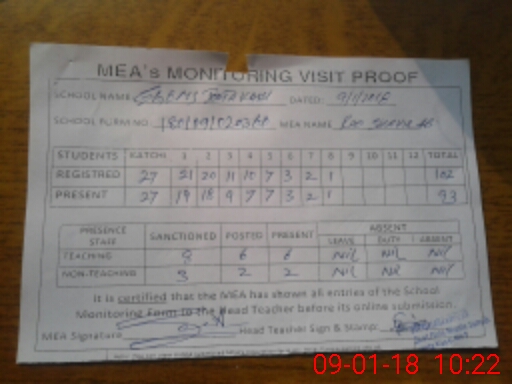 MEA's MONITORING VISIT PROOF
SCHOOL NAME DATED: 9/1/2018
SCHOOL FORM NO. MEA NAME
STUDENTS KATCHI 1 2 3 4 5 6 7 8 9 10 11 12 TOTAL
REGISTERED 27 21 20 11 10 7 3 2 1 102
PRESENT 27 19 18 9 7 7 3 2 1 93
PRESENCE STAFF SANCTIONED POSTED PRESENT ABSENT
LEAVE DUTY ABSENT
TEACHING 8 6 6 Nil Nil Nil
NON-TEACHING 3 2 2 Nil Nil Nil
It is certified that the MEA has shown all entries of the School
Monitoring Form to the Head Teacher before its online submission.
MEA Signature Head Teacher Sign & Stamp:
09-01-18 10:22